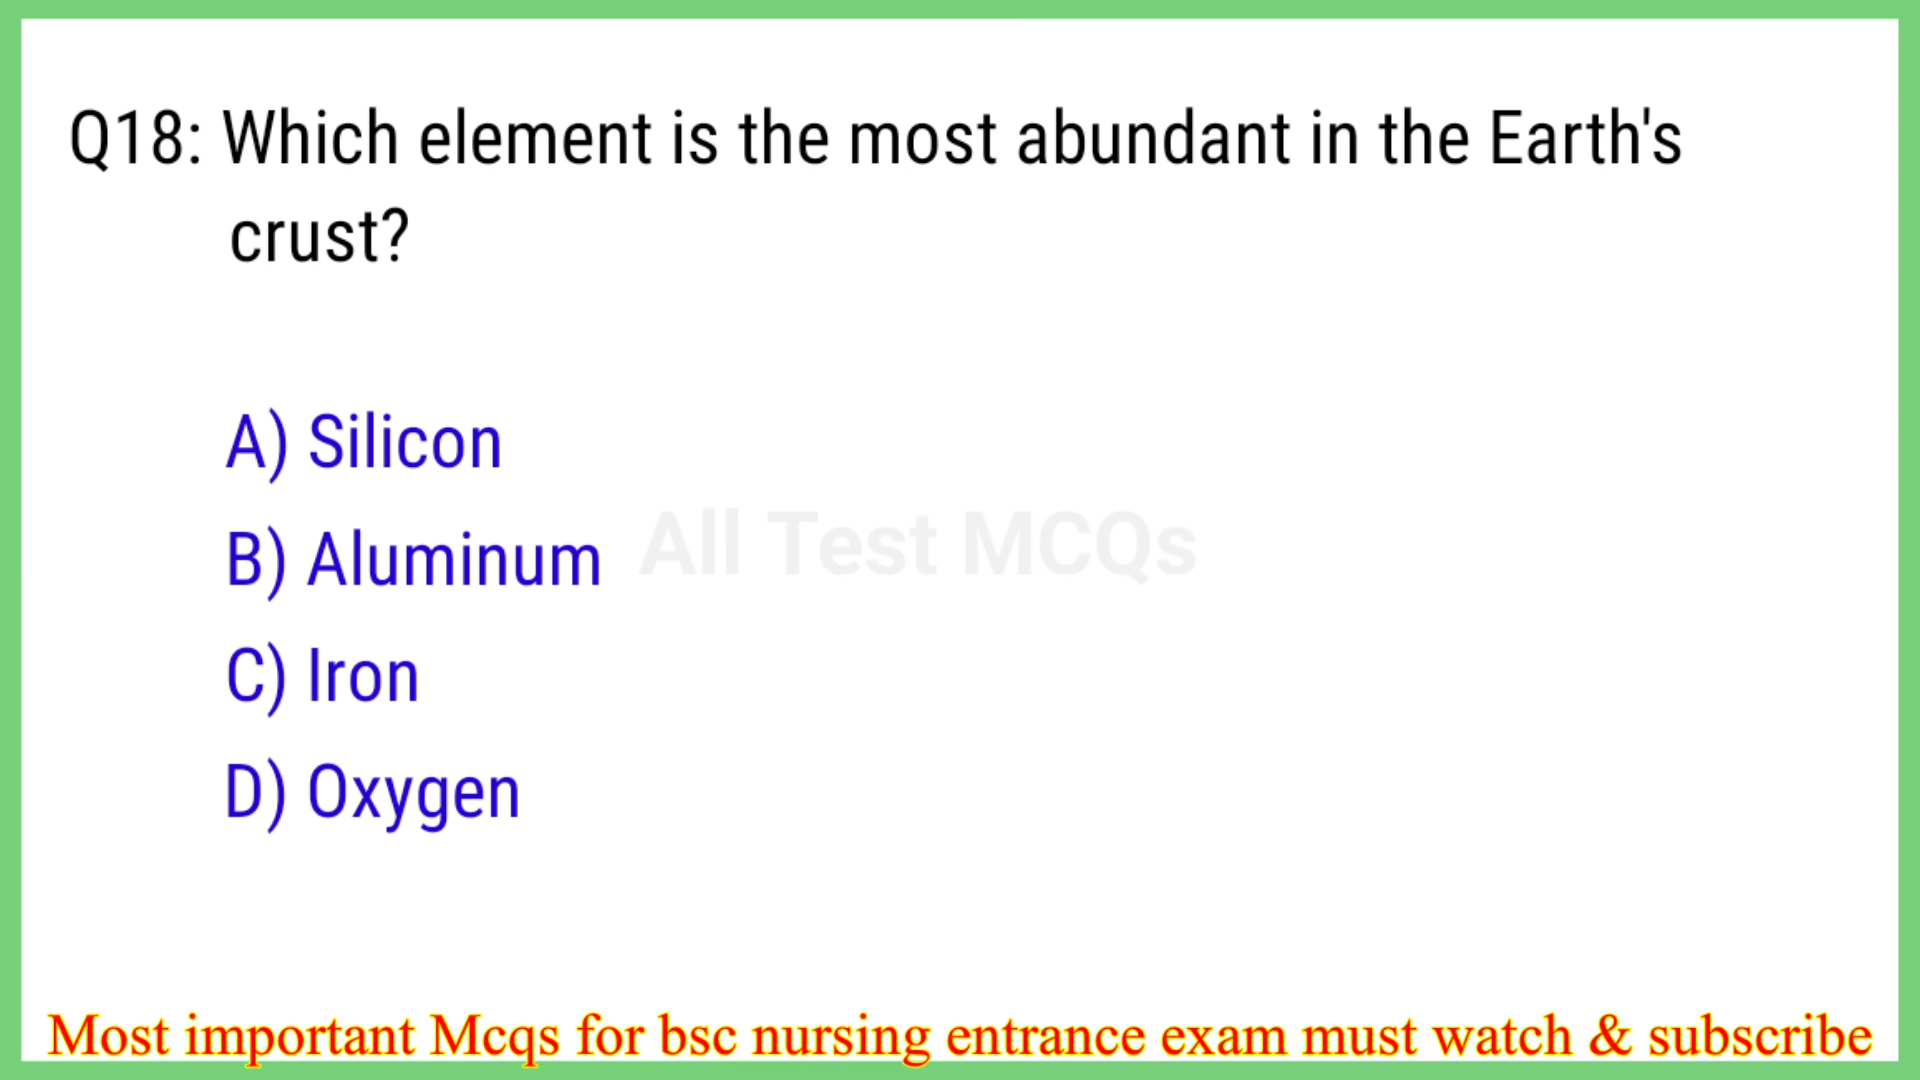 Q18: Which element is the most abundant in the Earth's
crust?
A) Silicon
B) Aluminum
All Test MCQs
C) Iron
D) Oxygen
Most important Mcqs for bsc nursing entrance exam must watch & subscribe